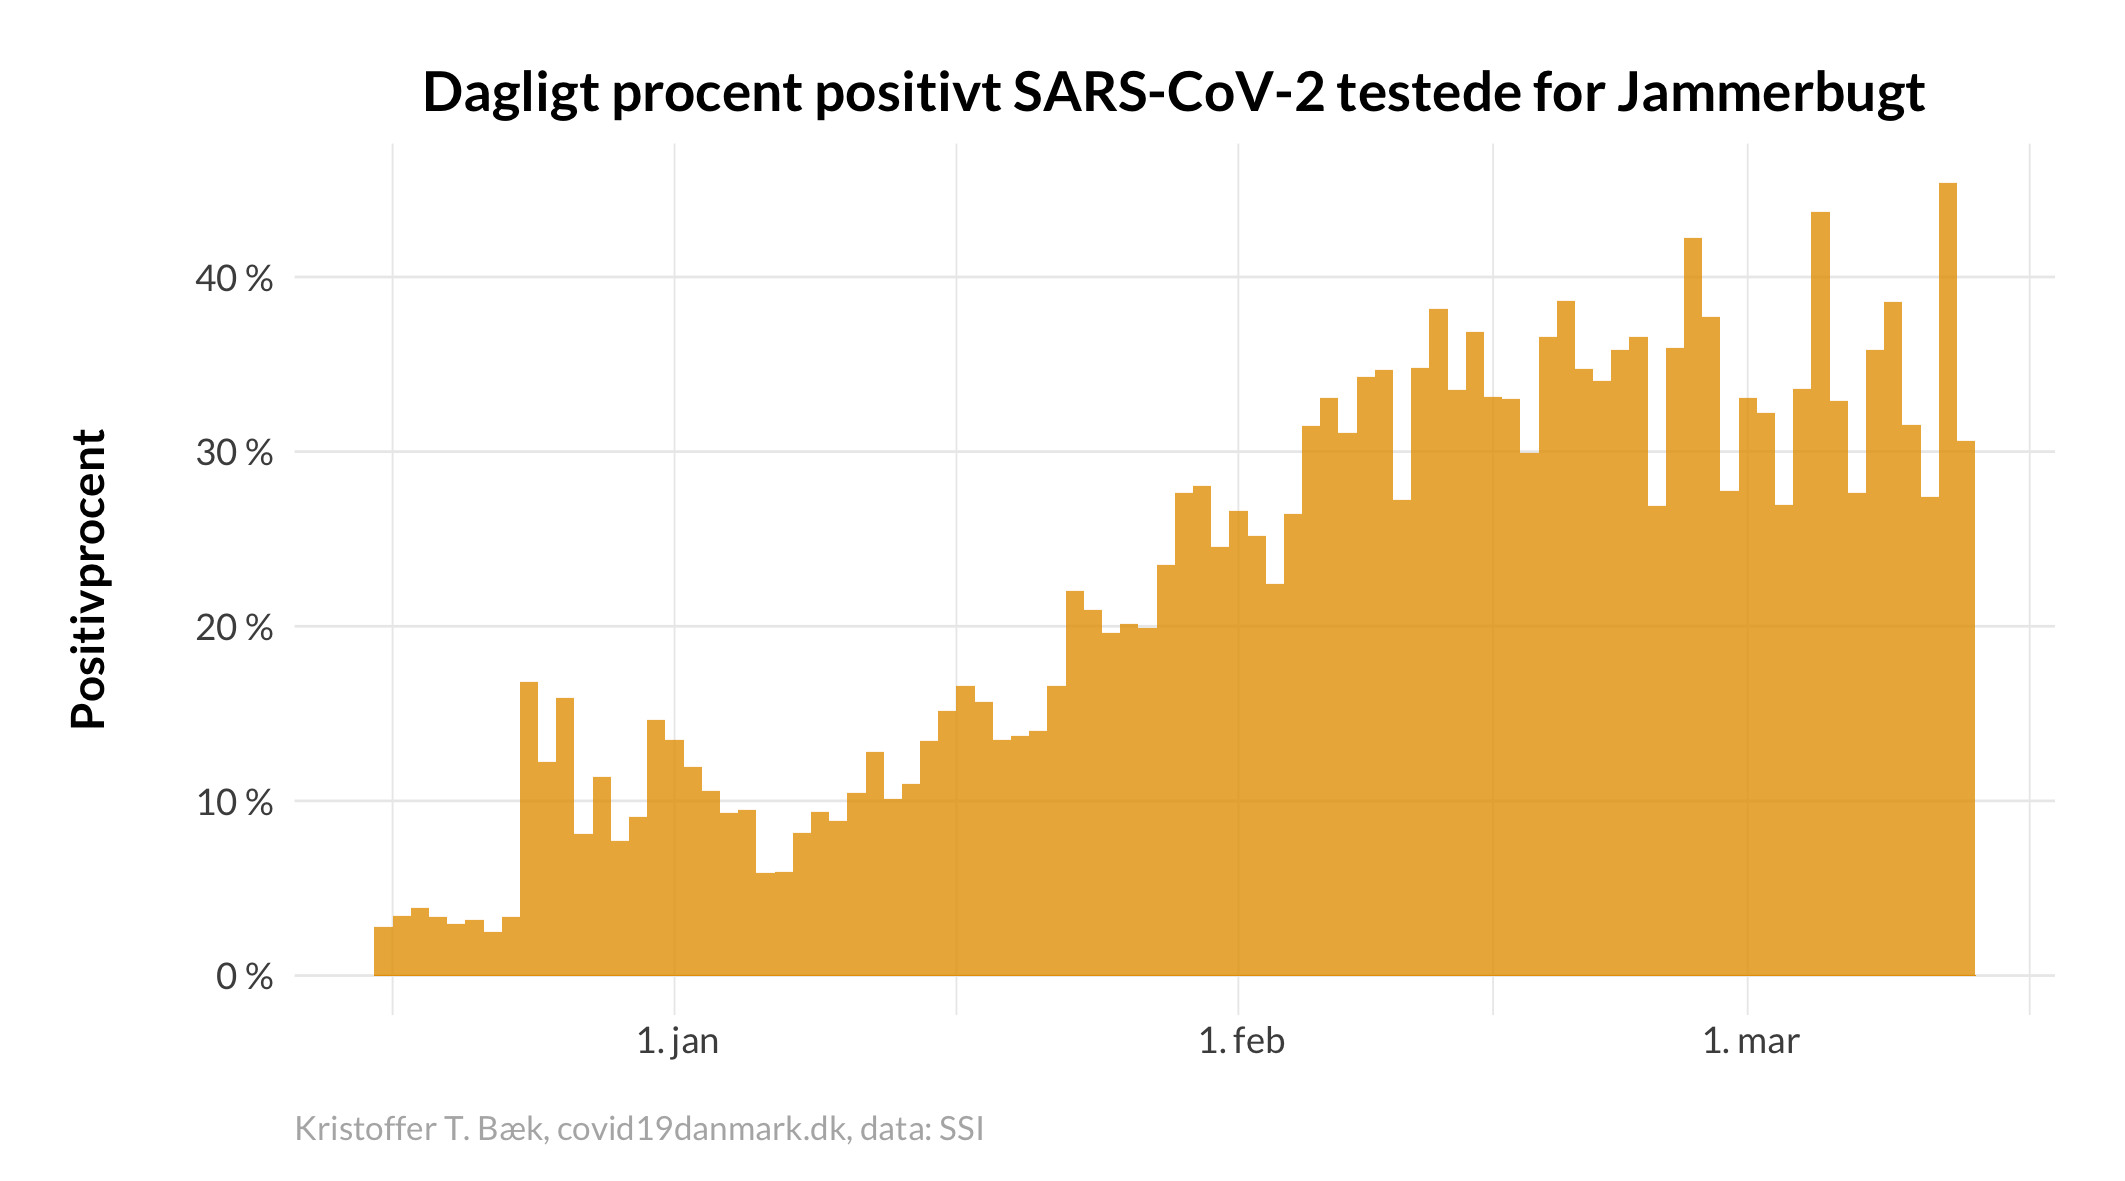 Dagligt procent positivt SARS-CoV-2 testede for Jammerbugt
Positivprocent
40 %
30 %
20 %
10 %
0 %
1. jan
1. feb
1. mar
Kristoffer T. Bæk, covid19danmark.dk, data: SSI